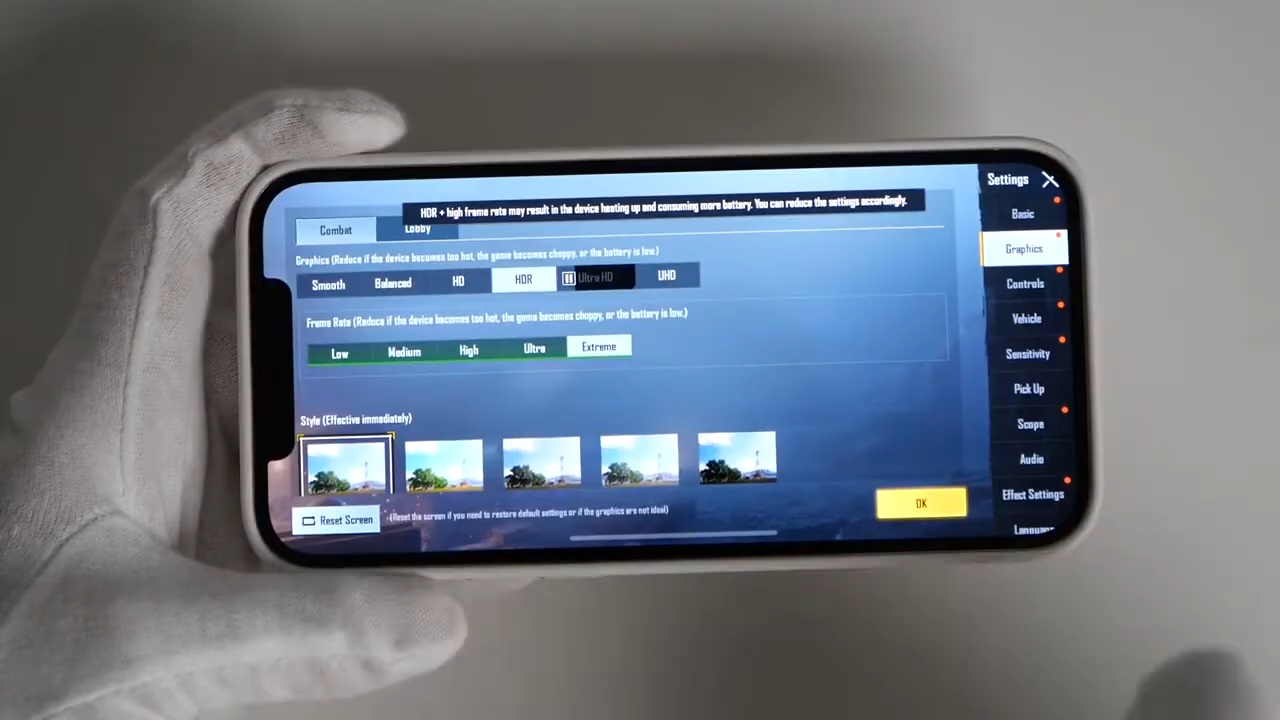 Settings
HDR + high frame rate may result in the device heating up and consuming more battery. You can reduce the settings accordingly.
Combat
Lobby
Graphics (Reduce if the device becomes too hot, the game becomes choppy, or the battery is low.)
Smooth Balanced HD HDR Ultra HD UHD
Frame Rate (Reduce if the device becomes too hot, the game becomes choppy, or the battery is low.)
Low Medium High Ultra Extreme
Style (Effective immediately)
Reset Screen
(Reset the screen if you need to restore default settings or if the graphics are not ideal)
OK
Basic
Graphics
Controls
Vehicle
Sensitivity
Pick Up
Scope
Audio
Effect Settings